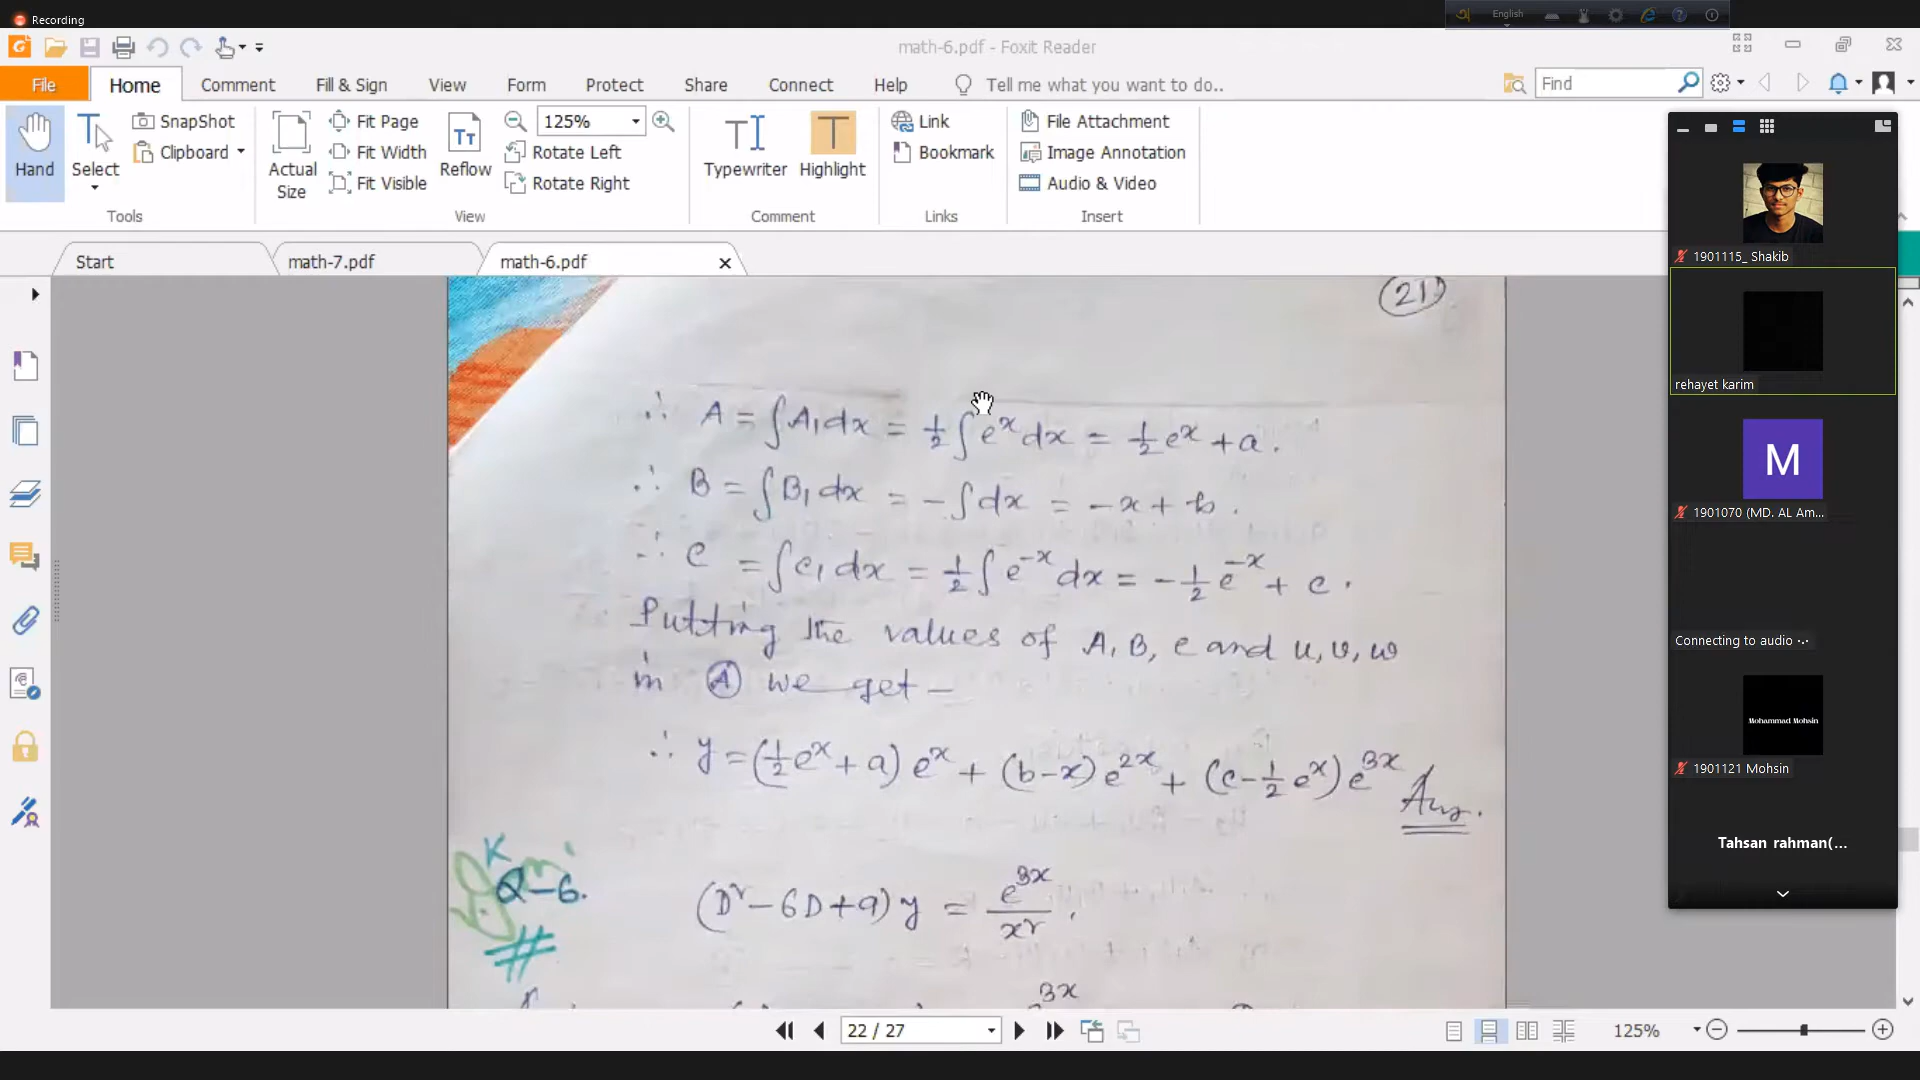 Recording
English
math-6.pdf - Foxit Reader
File Home Comment Fill & Sign View Form Protect Share Connect Help Tell me what you want to do.. Find
Hand Select SnapShot Clipboard
Tools
Actual Size Fit Page Fit Width Fit Visible Reflow 125% Rotate Left Rotate Right
View
Typewriter Highlight
Comment
Link Bookmark
Links
File Attachment Image Annotation Audio & Video
Insert
Start math-7.pdf math-6.pdf
21
∴ A = ∫A₁dx = ½∫eˣdx = ½eˣ + a.
∴ B = ∫B₁dx = -∫dx = -x + b.
∴ c = ∫c₁dx = ½∫e⁻ˣdx = -½e⁻ˣ + c.
Putting the values of A, B, c and u, v, w
in Ⓐ we get —
∴ y = (½eˣ + a) eˣ + (b-x) e²ˣ + (c-½eˣ) e³ˣ Ans.
Q-6. (Dʳ - 6D + 9) y = e³ˣ/xʳ.
3x
22 / 27
125%
1901115_ Shakib
rehayet karim
M
1901070 (MD. AL Am...
Connecting to audio ···
Mohammad Mohsin
1901121 Mohsin
Tahsan rahman(...